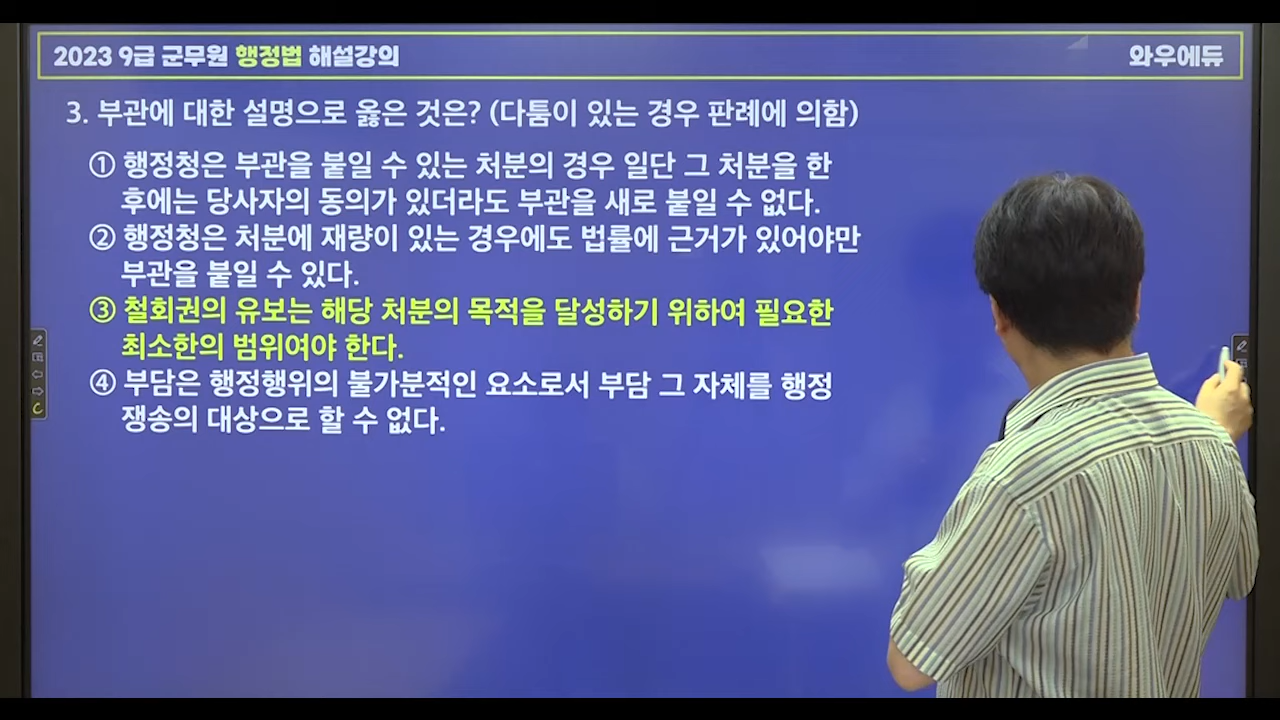 2023 9급 군무원 행정법 해설강의
와우에듀
3. 부관에 대한 설명으로 옳은 것은? (다툼이 있는 경우 판례에 의함)
① 행정청은 부관을 붙일 수 있는 처분의 경우 일단 그 처분을 한
후에는 당사자의 동의가 있더라도 부관을 새로 붙일 수 없다.
② 행정청은 처분에 재량이 있는 경우에도 법률에 근거가 있어야만
부관을 붙일 수 있다.
③ 철회권의 유보는 해당 처분의 목적을 달성하기 위하여 필요한
최소한의 범위여야 한다.
④ 부담은 행정행위의 불가분적인 요소로서 부담 그 자체를 행정
쟁송의 대상으로 할 수 없다.